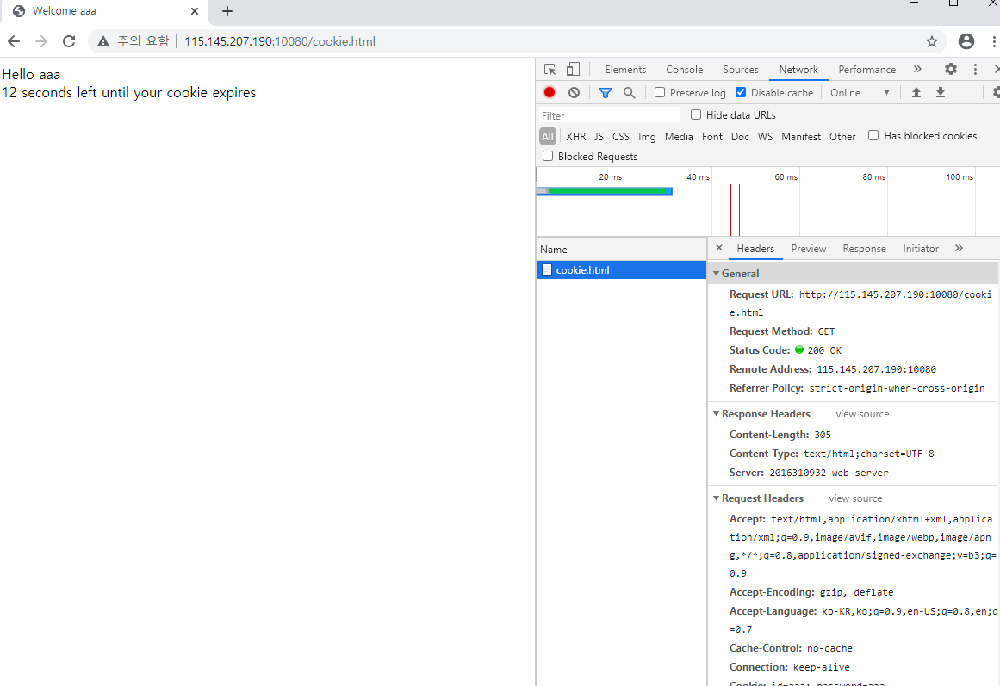 Welcome aaa
주의 요함 115.145.207.190:10080/cookie.html
Hello aaa
12 seconds left until your cookie expires
Elements Console Sources Network Performance
Preserve log Disable cache Online
Filter Hide data URLs
All XHR JS CSS Img Media Font Doc WS Manifest Other Has blocked cookies
Blocked Requests
20 ms 40 ms 60 ms 80 ms 100 ms
Name
cookie.html
Headers Preview Response Initiator
General
Request URL: http://115.145.207.190:10080/cooki
e.html
Request Method: GET
Status Code: 200 OK
Remote Address: 115.145.207.190:10080
Referrer Policy: strict-origin-when-cross-origin
Response Headers view source
Content-Length: 305
Content-Type: text/html;charset=UTF-8
Server: 2016310932 web server
Request Headers view source
Accept: text/html,application/xhtml+xml,applica
tion/xml;q=0.9,image/avif,image/webp,image/apn
g,*/*;q=0.8,application/signed-exchange;v=b3;q=
0.9
Accept-Encoding: gzip, deflate
Accept-Language: ko-KR,ko;q=0.9,en-US;q=0.8,en;q
=0.7
Cache-Control: no-cache
Connection: keep-alive
Cookie: id=aaa; password=aaa